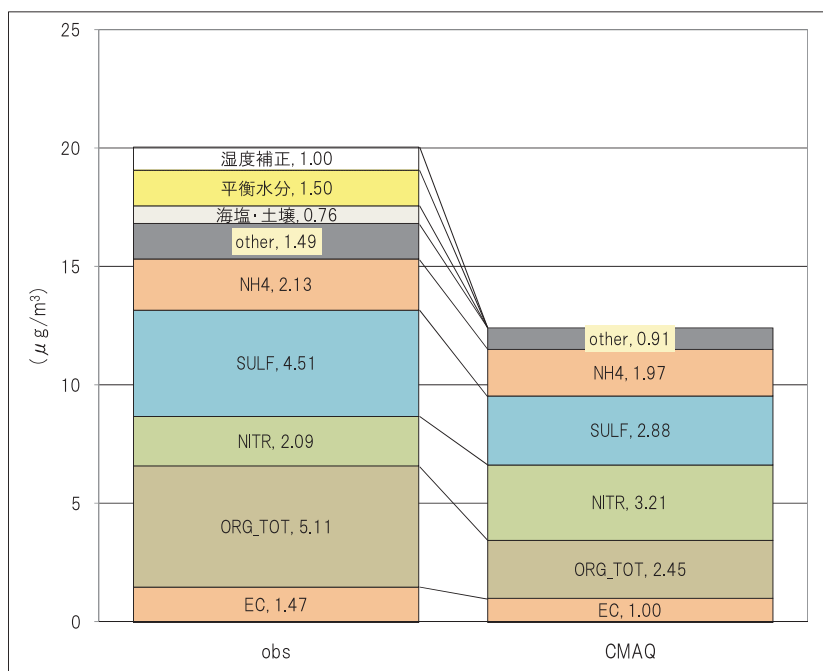 25
20
15
10
5
0
(μg/m³)
湿度補正, 1.00
平衡水分, 1.50
海塩・土壌, 0.76
other, 1.49
NH4, 2.13
SULF, 4.51
NITR, 2.09
ORG_TOT, 5.11
EC, 1.47
other, 0.91
NH4, 1.97
SULF, 2.88
NITR, 3.21
ORG_TOT, 2.45
EC, 1.00
obs
CMAQ